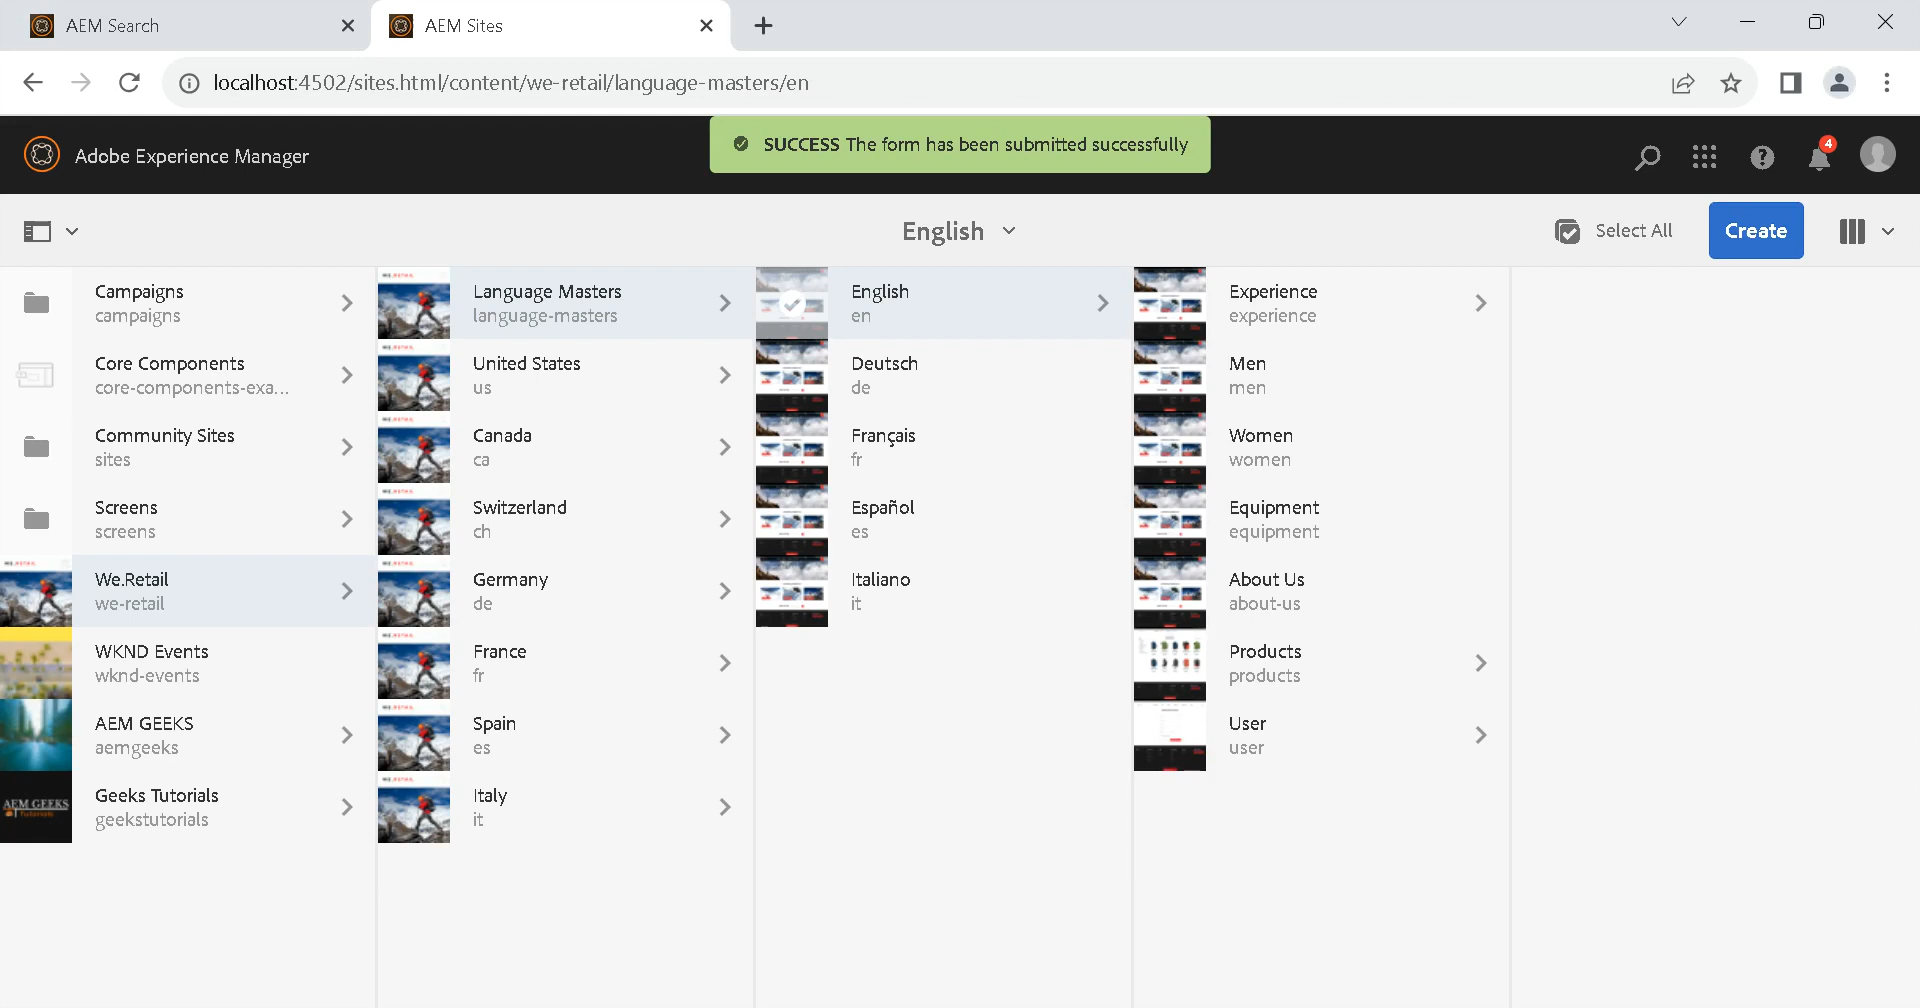 AEM Search
AEM Sites
localhost:4502/sites.html/content/we-retail/language-masters/en
Adobe Experience Manager
SUCCESS The form has been submitted successfully
4
English
Select All
Create
Campaigns
campaigns
Core Components
core-components-exa...
Community Sites
sites
Screens
screens
We.Retail
we-retail
WKND Events
wknd-events
AEM GEEKS
aemgeeks
AEM GEEKS
Tutorials
Geeks Tutorials
geekstutorials
Language Masters
language-masters
United States
us
Canada
ca
Switzerland
ch
Germany
de
France
fr
Spain
es
Italy
it
English
en
Deutsch
de
Français
fr
Español
es
Italiano
it
Experience
experience
Men
men
Women
women
Equipment
equipment
About Us
about-us
Products
products
User
user